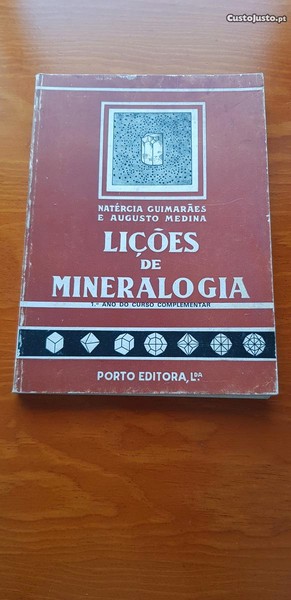 CustoJusto.pt
NATÉRCIA GUIMARÃES
E AUGUSTO MEDINA
LIÇÕES
DE
MINERALOGIA
1.º ANO DO CURSO COMPLEMENTAR
PORTO EDITORA, L.DA